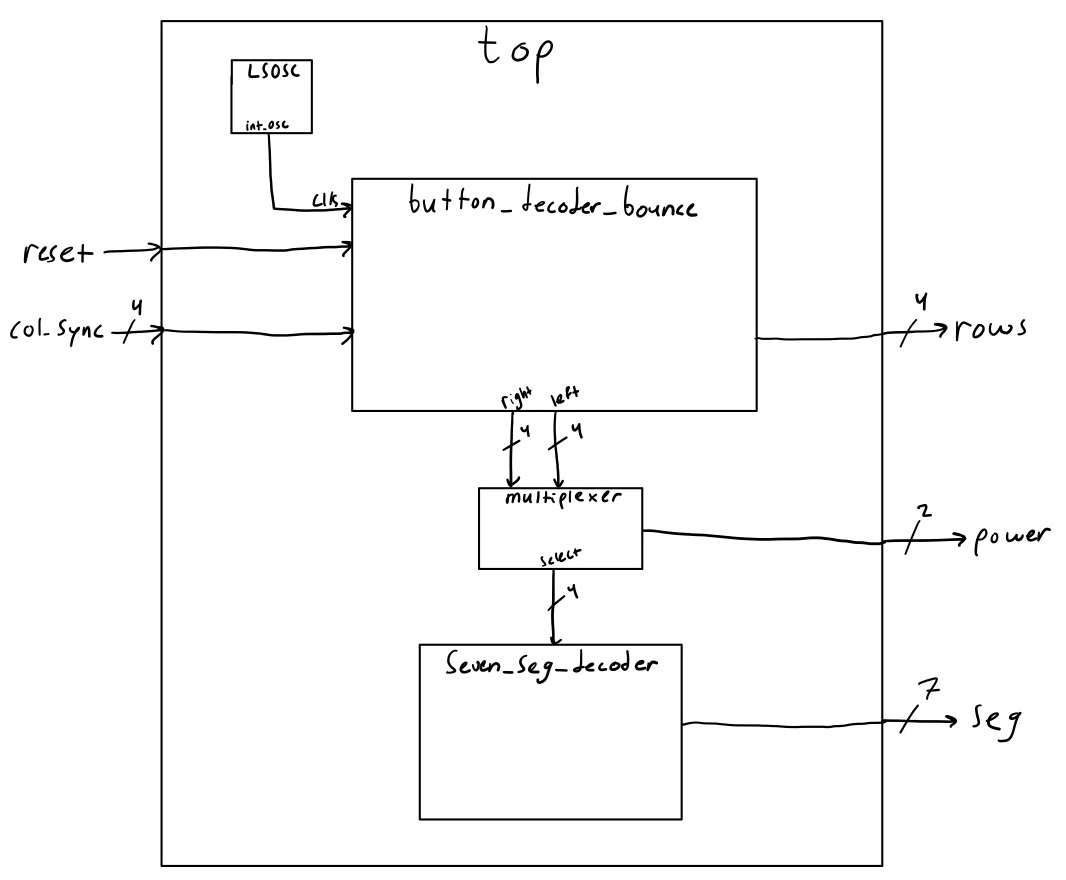 top
LSOSC
int_osc
clk
button_decoder_bounce
reset
4
col_sync
4
rows
right
left
4
4
multiplexer
select
2
power
4
Seven_seg_decoder
7
seg